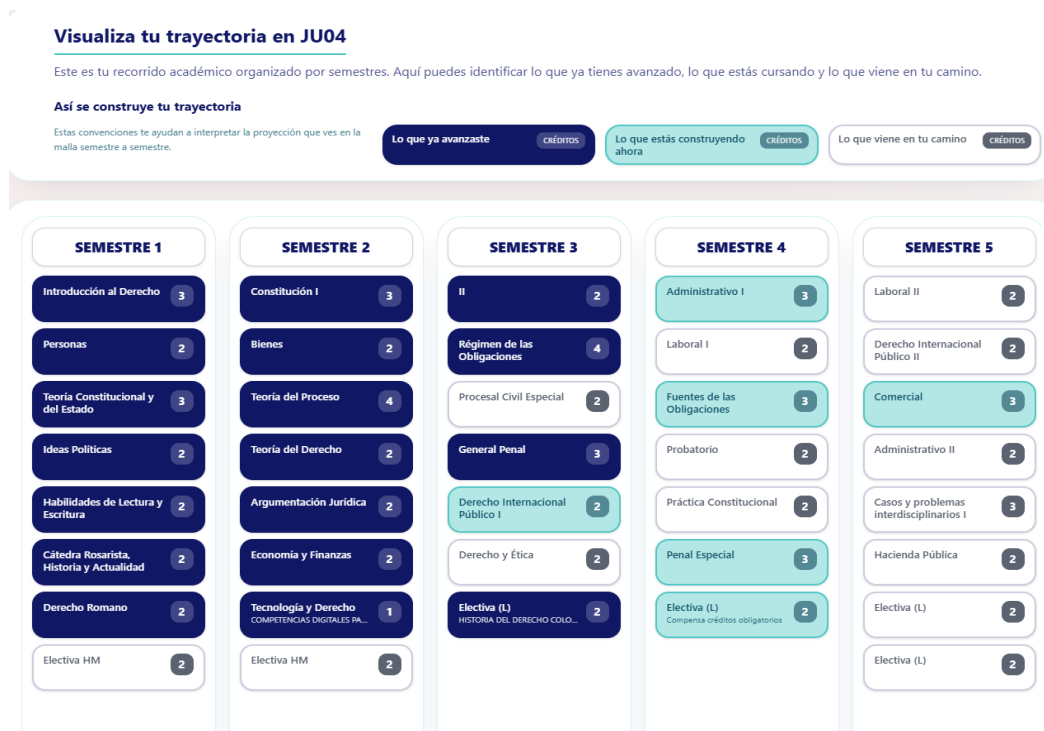 Visualiza tu trayectoria en JU04
Este es tu recorrido académico organizado por semestres. Aquí puedes identificar lo que ya tienes avanzado, lo que estás cursando y lo que viene en tu camino.
Así se construye tu trayectoria
Estas convenciones te ayudan a interpretar la proyección que ves en la
malla semestre a semestre.
Lo que ya avanzaste CRÉDITOS
Lo que estás construyendo
ahora CRÉDITOS
Lo que viene en tu camino CRÉDITOS
SEMESTRE 1
Introducción al Derecho 3
Personas 2
Teoría Constitucional y
del Estado 3
Ideas Políticas 2
Habilidades de Lectura y
Escritura 2
Cátedra Rosarista,
Historia y Actualidad 2
Derecho Romano 2
Electiva HM 2
SEMESTRE 2
Constitución I 3
Bienes 2
Teoría del Proceso 4
Teoría del Derecho 2
Argumentación Jurídica 2
Economía y Finanzas 2
Tecnología y Derecho 1
COMPETENCIAS DIGITALES PA...
Electiva HM 2
SEMESTRE 3
II 2
Régimen de las
Obligaciones 4
Procesal Civil Especial 2
General Penal 3
Derecho Internacional
Público I 2
Derecho y Ética 2
Electiva (L) 2
HISTORIA DEL DERECHO COLO...
SEMESTRE 4
Administrativo I 3
Laboral I 2
Fuentes de las
Obligaciones 3
Probatorio 2
Práctica Constitucional 2
Penal Especial 3
Electiva (L) 2
Compensa créditos obligatorios
SEMESTRE 5
Laboral II 2
Derecho Internacional
Público II 2
Comercial 3
Administrativo II 2
Casos y problemas
interdisciplinarios I 3
Hacienda Pública 2
Electiva (L) 2
Electiva (L) 2